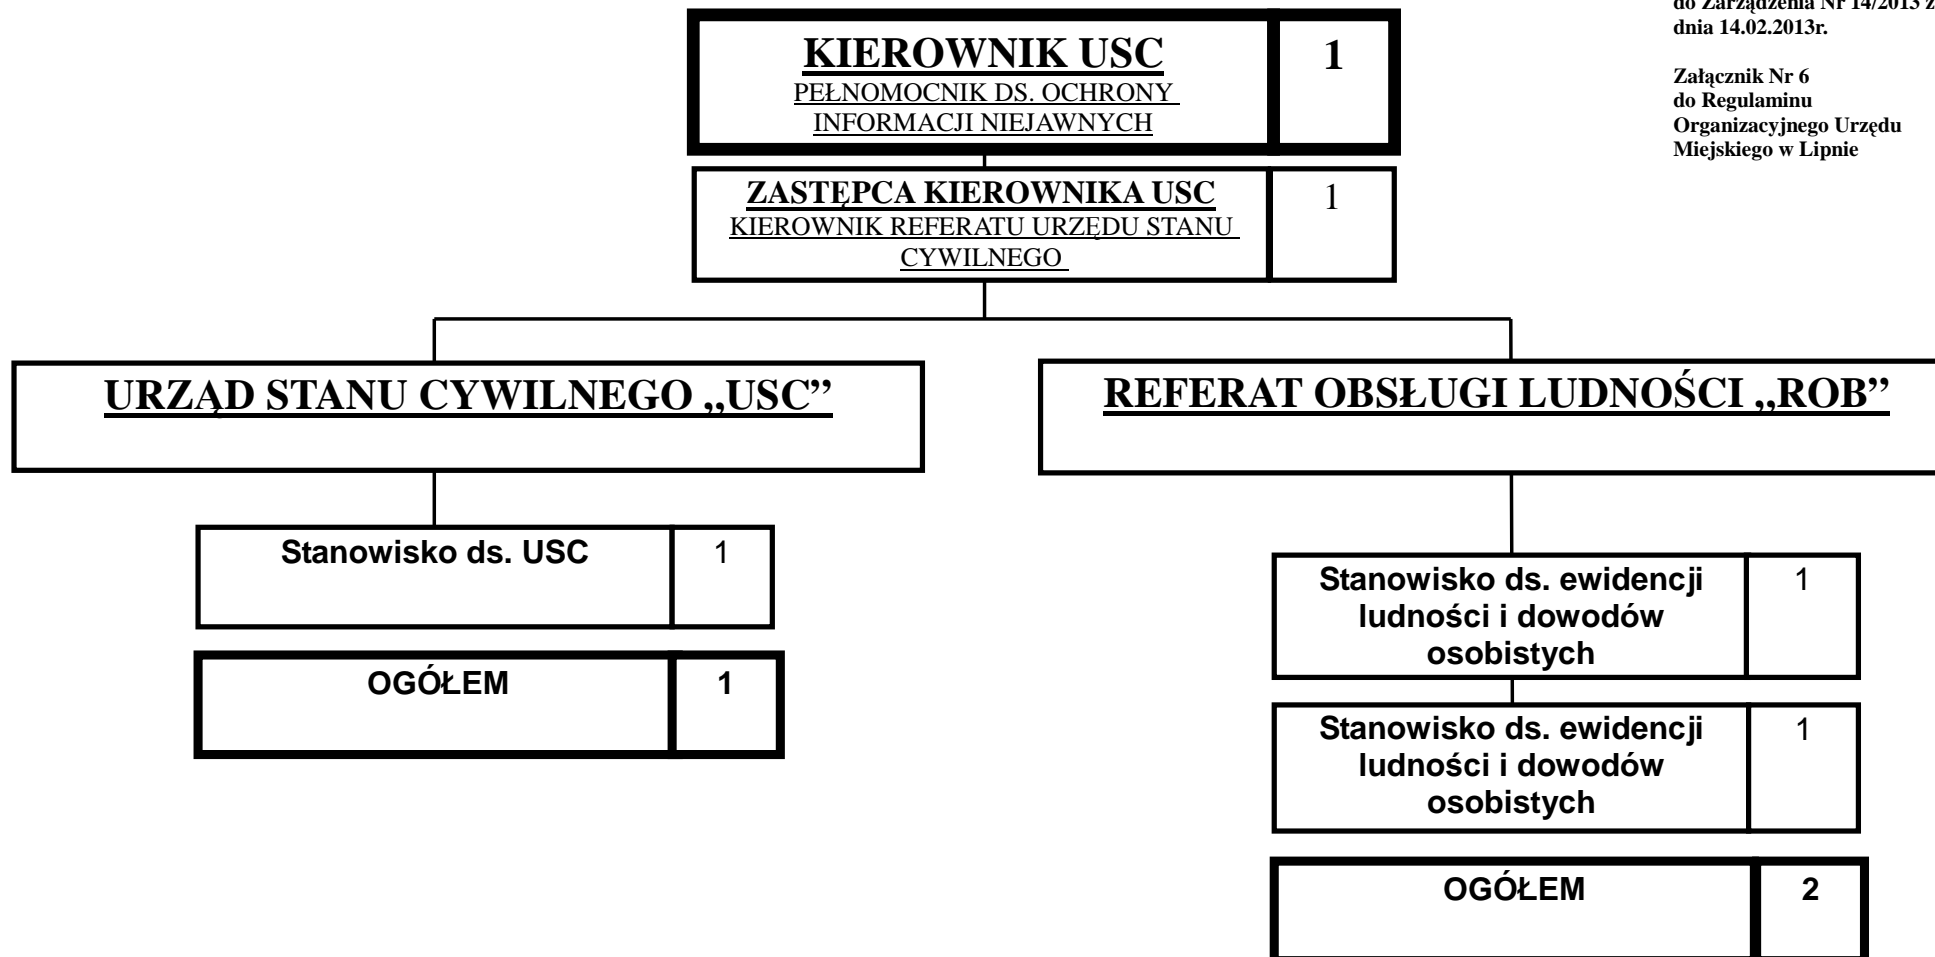 do Zarządzenia Nr 14/2013 z
dnia 14.02.2013r.
Załącznik Nr 6
do Regulaminu
Organizacyjnego Urzędu
Miejskiego w Lipnie
KIEROWNIK USC 1
PEŁNOMOCNIK DS. OCHRONY
INFORMACJI NIEJAWNYCH
ZASTĘPCA KIEROWNIKA USC 1
KIEROWNIK REFERATU URZĘDU STANU
CYWILNEGO
URZĄD STANU CYWILNEGO „USC”
Stanowisko ds. USC 1
OGÓŁEM 1
REFERAT OBSŁUGI LUDNOŚCI „ROB”
Stanowisko ds. ewidencji 1
ludności i dowodów
osobistych
Stanowisko ds. ewidencji 1
ludności i dowodów
osobistych
OGÓŁEM 2